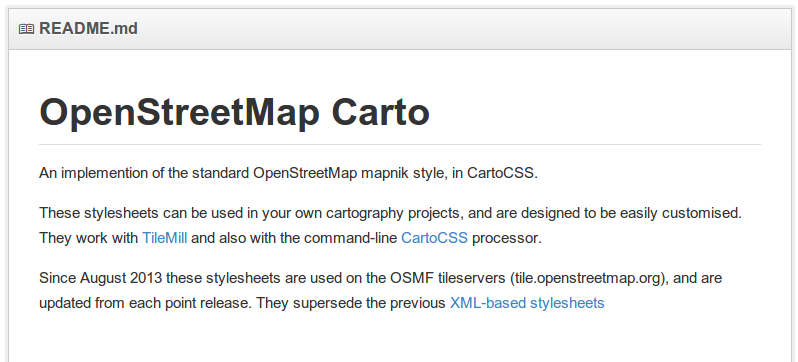 README.md
OpenStreetMap Carto
An implemention of the standard OpenStreetMap mapnik style, in CartoCSS.
These stylesheets can be used in your own cartography projects, and are designed to be easily customised.
They work with TileMill and also with the command-line CartoCSS processor.
Since August 2013 these stylesheets are used on the OSMF tileservers (tile.openstreetmap.org), and are
updated from each point release. They supersede the previous XML-based stylesheets